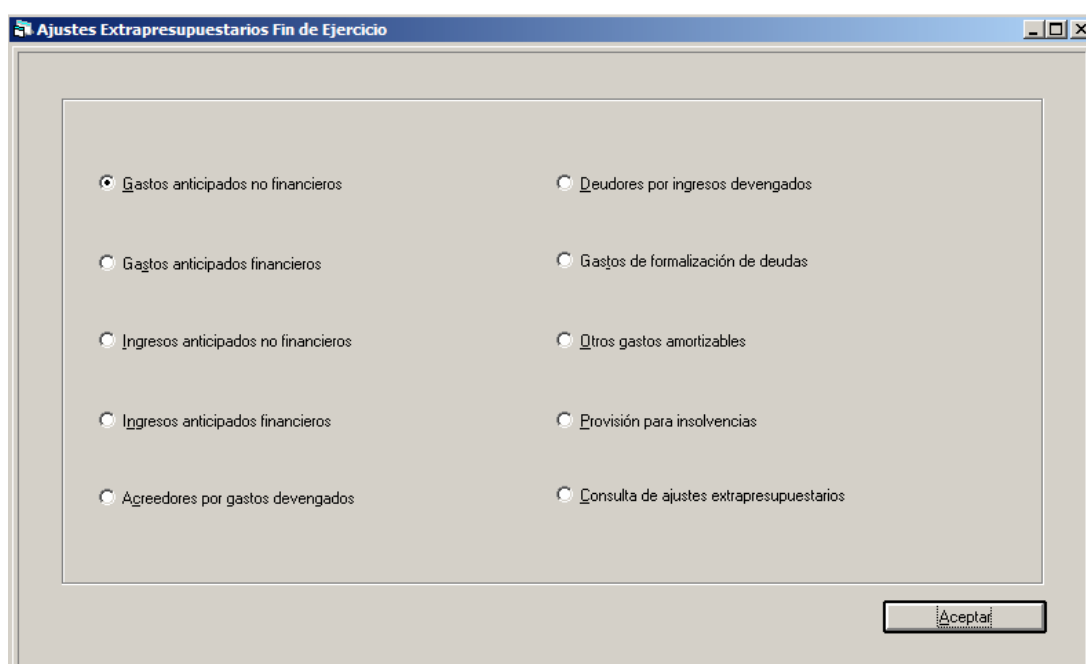 Ajustes Extrapresupuestarios Fin de Ejercicio
Gastos anticipados no financieros
Deudores por ingresos devengados
Gastos anticipados financieros
Gastos de formalización de deudas
Ingresos anticipados no financieros
Otros gastos amortizables
Ingresos anticipados financieros
Provisión para insolvencias
Acreedores por gastos devengados
Consulta de ajustes extrapresupuestarios
Aceptar